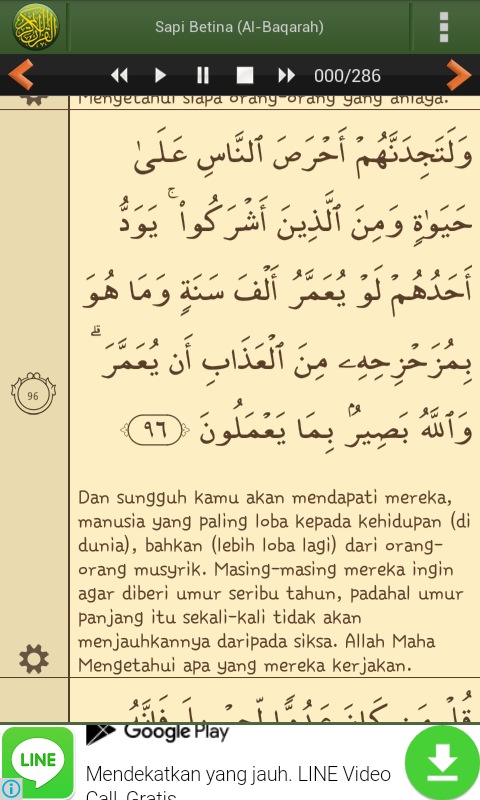 Sapi Betina (Al-Baqarah)
000/286
Mengetahui siapa orang-orang yang aniaya.
وَلَتَجِدَنَّهُمْ أَحْرَصَ ٱلنَّاسِ عَلَىٰ
حَيَوٰةٍ وَمِنَ ٱلَّذِينَ أَشْرَكُوا۟ ۚ يَوَدُّ
أَحَدُهُمْ لَوْ يُعَمَّرُ أَلْفَ سَنَةٍ وَمَا هُوَ
بِمُزَحْزِحِهِۦ مِنَ ٱلْعَذَابِ أَن يُعَمَّرَ ۗ
وَٱللَّهُ بَصِيرٌۢ بِمَا يَعْمَلُونَ ٩٦
96
Dan sungguh kamu akan mendapati mereka,
manusia yang paling loba kepada kehidupan (di
dunia), bahkan (lebih loba lagi) dari orang-
orang musyrik. Masing-masing mereka ingin
agar diberi umur seribu tahun, padahal umur
panjang itu sekali-kali tidak akan
menjauhkannya daripada siksa. Allah Maha
Mengetahui apa yang mereka kerjakan.
قُلْ مَن كَانَ عَدُوًّا لِّجِبْرِيلَ فَإِنَّهُۥ
LINE
Google Play
Mendekatkan yang jauh. LINE Video
Call Gratis